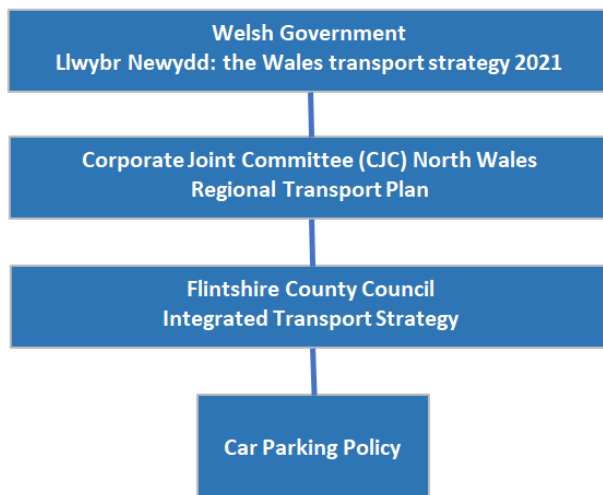 Welsh Government
Llwybr Newydd: the Wales transport strategy 2021
Corporate Joint Committee (CJC) North Wales
Regional Transport Plan
Flintshire County Council
Integrated Transport Strategy
Car Parking Policy